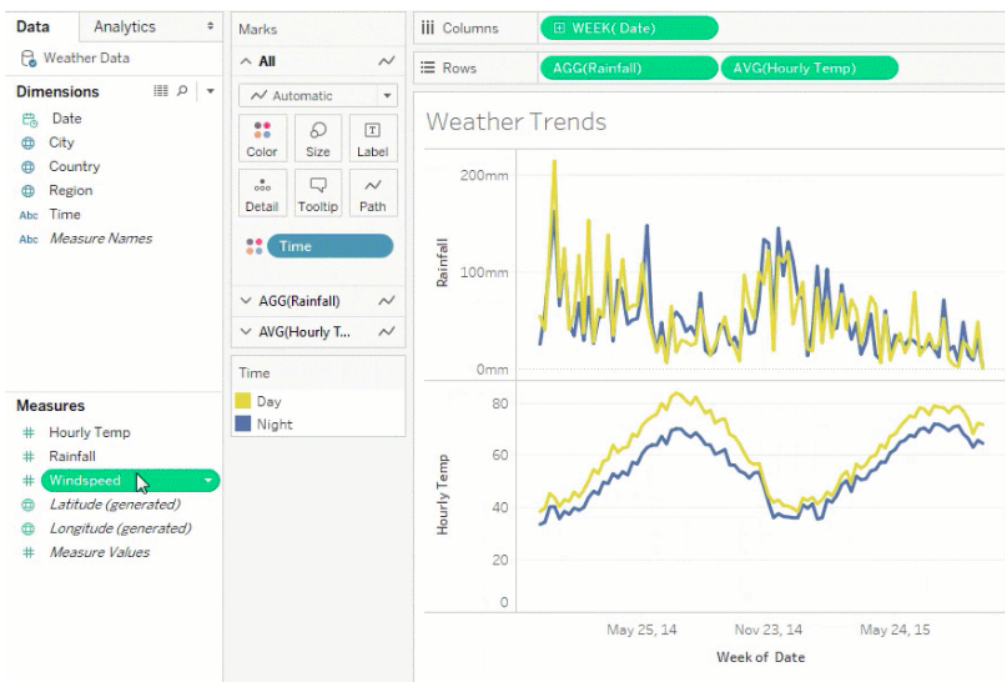 Data
Analytics
Weather Data
Dimensions
Date
City
Country
Region
Abc Time
Abc Measure Names
Measures
# Hourly Temp
# Rainfall
# Windspeed
Latitude (generated)
Longitude (generated)
# Measure Values
Marks
All
Automatic
Color
Size
T
Label
Detail
Tooltip
Path
Time
AGG(Rainfall)
AVG(Hourly T...
Time
Day
Night
Columns
WEEK( Date)
Rows
AGG(Rainfall)
AVG(Hourly Temp)
Weather Trends
Rainfall
200mm
100mm
0mm
Hourly Temp
80
60
40
20
0
May 25, 14
Nov 23, 14
May 24, 15
Week of Date